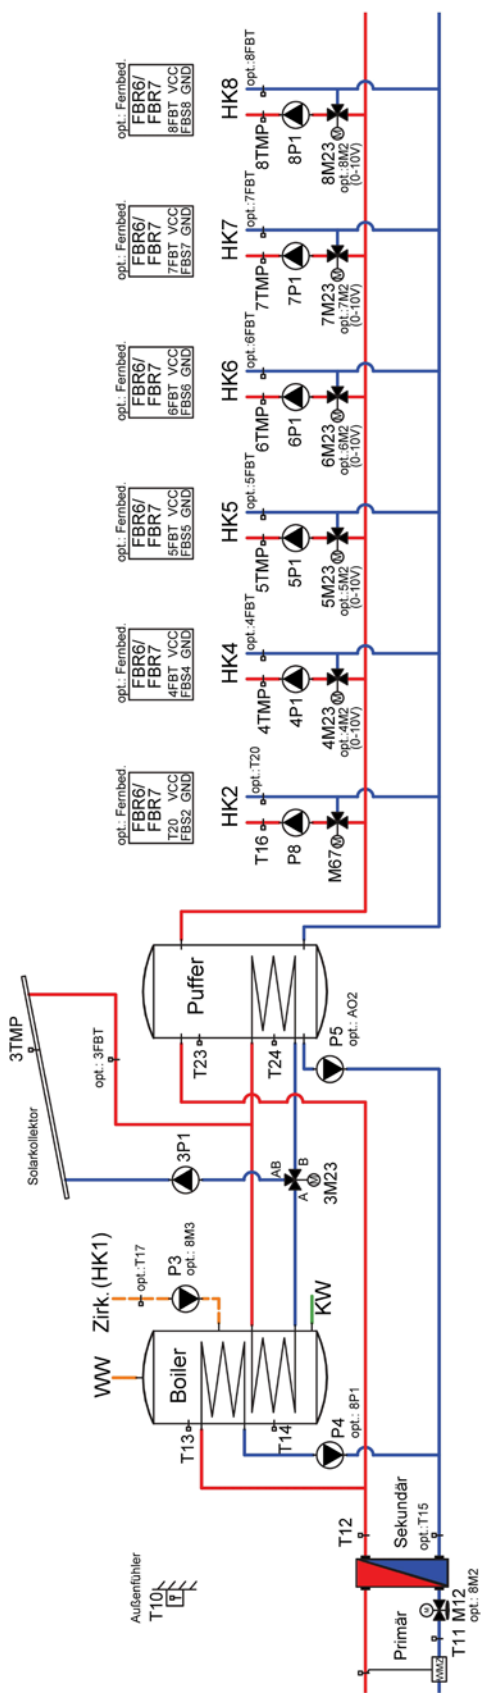 Außenfühler
T10
Primär
WMZ
T11
M12
opt.: 8M2
M
Sekundär
opt.:T15
T12
WW
Zirk. (HK1)
opt.:T17
P3
opt.: 8M3
Boiler
KW
T13
T14
P4
opt.: 8P1
Solarkollektor
3TMP
opt.: 3FBT
3P1
AB
A
B
M
3M23
Puffer
T23
T24
P5
opt.: AO2
opt.: Fernbed.
FBR6/
FBR7
T20 VCC
FBS2 GND
HK2
opt.:T20
T16
P8
M67
M
opt.: Fernbed.
FBR6/
FBR7
4FBT VCC
FBS4 GND
HK4
opt.:4FBT
4TMP
4P1
M
4M23
opt.:4M2
(0-10V)
opt.: Fernbed.
FBR6/
FBR7
5FBT VCC
FBS5 GND
HK5
opt.:5FBT
5TMP
5P1
M
5M23
opt.:5M2
(0-10V)
opt.: Fernbed.
FBR6/
FBR7
6FBT VCC
FBS6 GND
HK6
opt.:6FBT
6TMP
6P1
M
6M23
opt.:6M2
(0-10V)
opt.: Fernbed.
FBR6/
FBR7
7FBT VCC
FBS7 GND
HK7
opt.:7FBT
7TMP
7P1
M
7M23
opt.:7M2
(0-10V)
opt.: Fernbed.
FBR6/
FBR7
8FBT VCC
FBS8 GND
HK8
opt.:8FBT
8TMP
8P1
M
8M23
opt.:8M2
(0-10V)